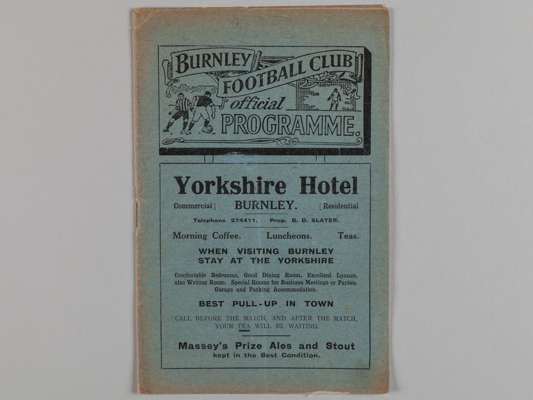 BURNLEY
FOOTBALL CLUB
official
PROGRAMME.
Yorkshire Hotel
Commercial] BURNLEY. [Residential
Telephone 274411. Prop. B. D. SLATER.
Morning Coffee. Luncheons. Teas.
WHEN VISITING BURNLEY
STAY AT THE YORKSHIRE
Comfortable Bedrooms, Good Dining Room, Excellent Lounge,
also Writing Room. Special Rooms for Business Meetings or Parties.
Garage and Parking Accommodation.
BEST PULL-UP IN TOWN
CALL BEFORE THE MATCH, AND AFTER THE MATCH,
YOUR TEA WILL BE WAITING.
Massey's Prize Ales and Stout
kept in the Best Condition.